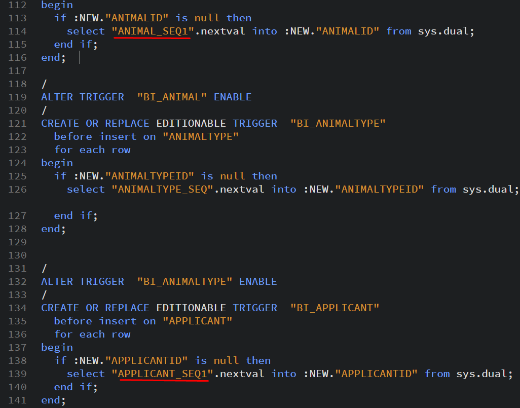 112 begin
113 if :NEW."ANIMALID" is null then
114 select "ANIMAL_SEQ1".nextval into :NEW."ANIMALID" from sys.dual;
115 end if;
116 end;
117
118 /
119 ALTER TRIGGER "BI_ANIMAL" ENABLE
120 /
121 CREATE OR REPLACE EDITIONABLE TRIGGER "BI_ANIMALTYPE"
122 before insert on "ANIMALTYPE"
123 for each row
124 begin
125 if :NEW."ANIMALTYPEID" is null then
126 select "ANIMALTYPE_SEQ".nextval into :NEW."ANIMALTYPEID" from sys.dual;
127 end if;
128 end;
129
130
131 /
132 ALTER TRIGGER "BI_ANIMALTYPE" ENABLE
133 /
134 CREATE OR REPLACE EDITIONABLE TRIGGER "BI_APPLICANT"
135 before insert on "APPLICANT"
136 for each row
137 begin
138 if :NEW."APPLICANTID" is null then
139 select "APPLICANT_SEQ1".nextval into :NEW."APPLICANTID" from sys.dual;
140 end if;
141 end;